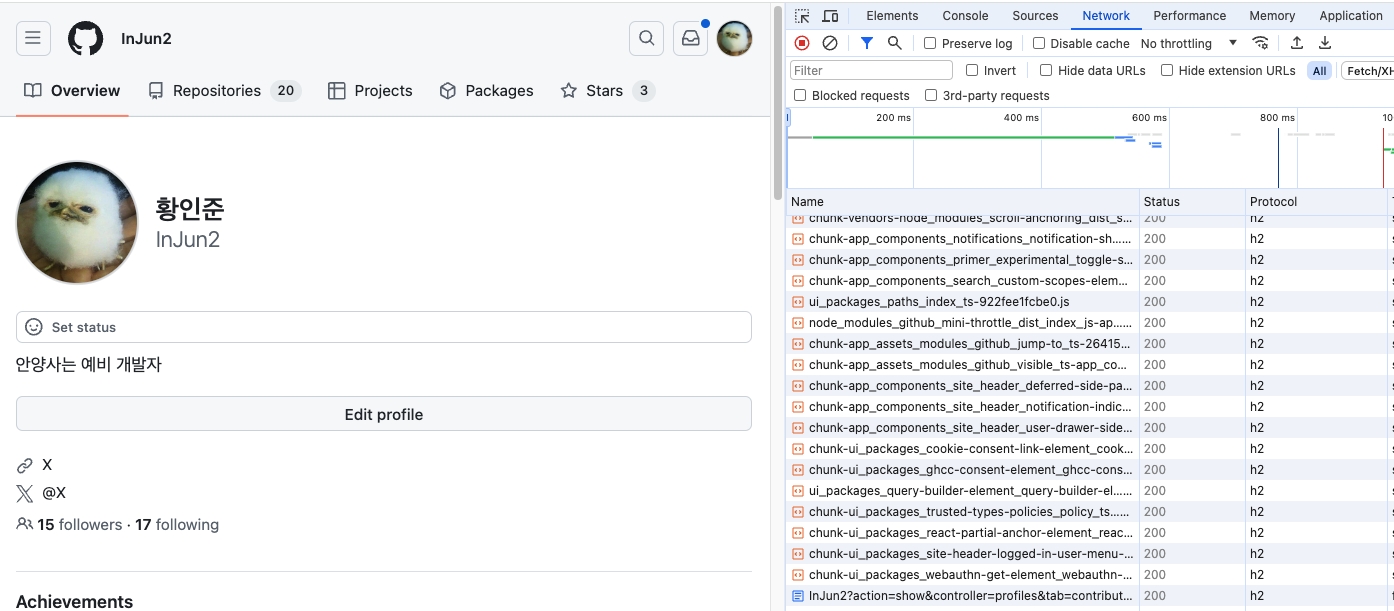 InJun2
Overview
Repositories 20
Projects
Packages
Stars 3
황인준
InJun2
Set status
안양사는 예비 개발자
Edit profile
X
@X
15 followers · 17 following
Achievements
Elements Console Sources Network Performance Memory Application
Preserve log Disable cache No throttling
Filter Invert Hide data URLs Hide extension URLs All Fetch/XH
Blocked requests 3rd-party requests
200 ms 400 ms 600 ms 800 ms 10
Name Status Protocol
chunk-vendors-node_modules_scroll-anchoring_dist_s... 200 h2
chunk-app_components_notifications_notification-sh...... 200 h2
chunk-app_components_primer_experimental_toggle-s... 200 h2
chunk-app_components_search_custom-scopes-elem... 200 h2
ui_packages_paths_index_ts-922fee1fcbe0.js 200 h2
node_modules_github_mini-throttle_dist_index_js-ap...... 200 h2
chunk-app_assets_modules_github_jump-to_ts-26415... 200 h2
chunk-app_assets_modules_github_visible_ts-app_co... 200 h2
chunk-app_components_site_header_deferred-side-pa... 200 h2
chunk-app_components_site_header_notification-indic... 200 h2
chunk-app_components_site_header_user-drawer-side... 200 h2
chunk-ui_packages_cookie-consent-link-element_cook... 200 h2
chunk-ui_packages_ghcc-consent-element_ghcc-cons... 200 h2
ui_packages_query-builder-element_query-builder-el...... 200 h2
chunk-ui_packages_trusted-types-policies_policy_ts...... 200 h2
chunk-ui_packages_react-partial-anchor-element_reac... 200 h2
chunk-ui_packages_site-header-logged-in-user-menu-... 200 h2
chunk-ui_packages_webauthn-get-element_webauthn-... 200 h2
InJun2?action=show&controller=profiles&tab=contribut... 200 h2